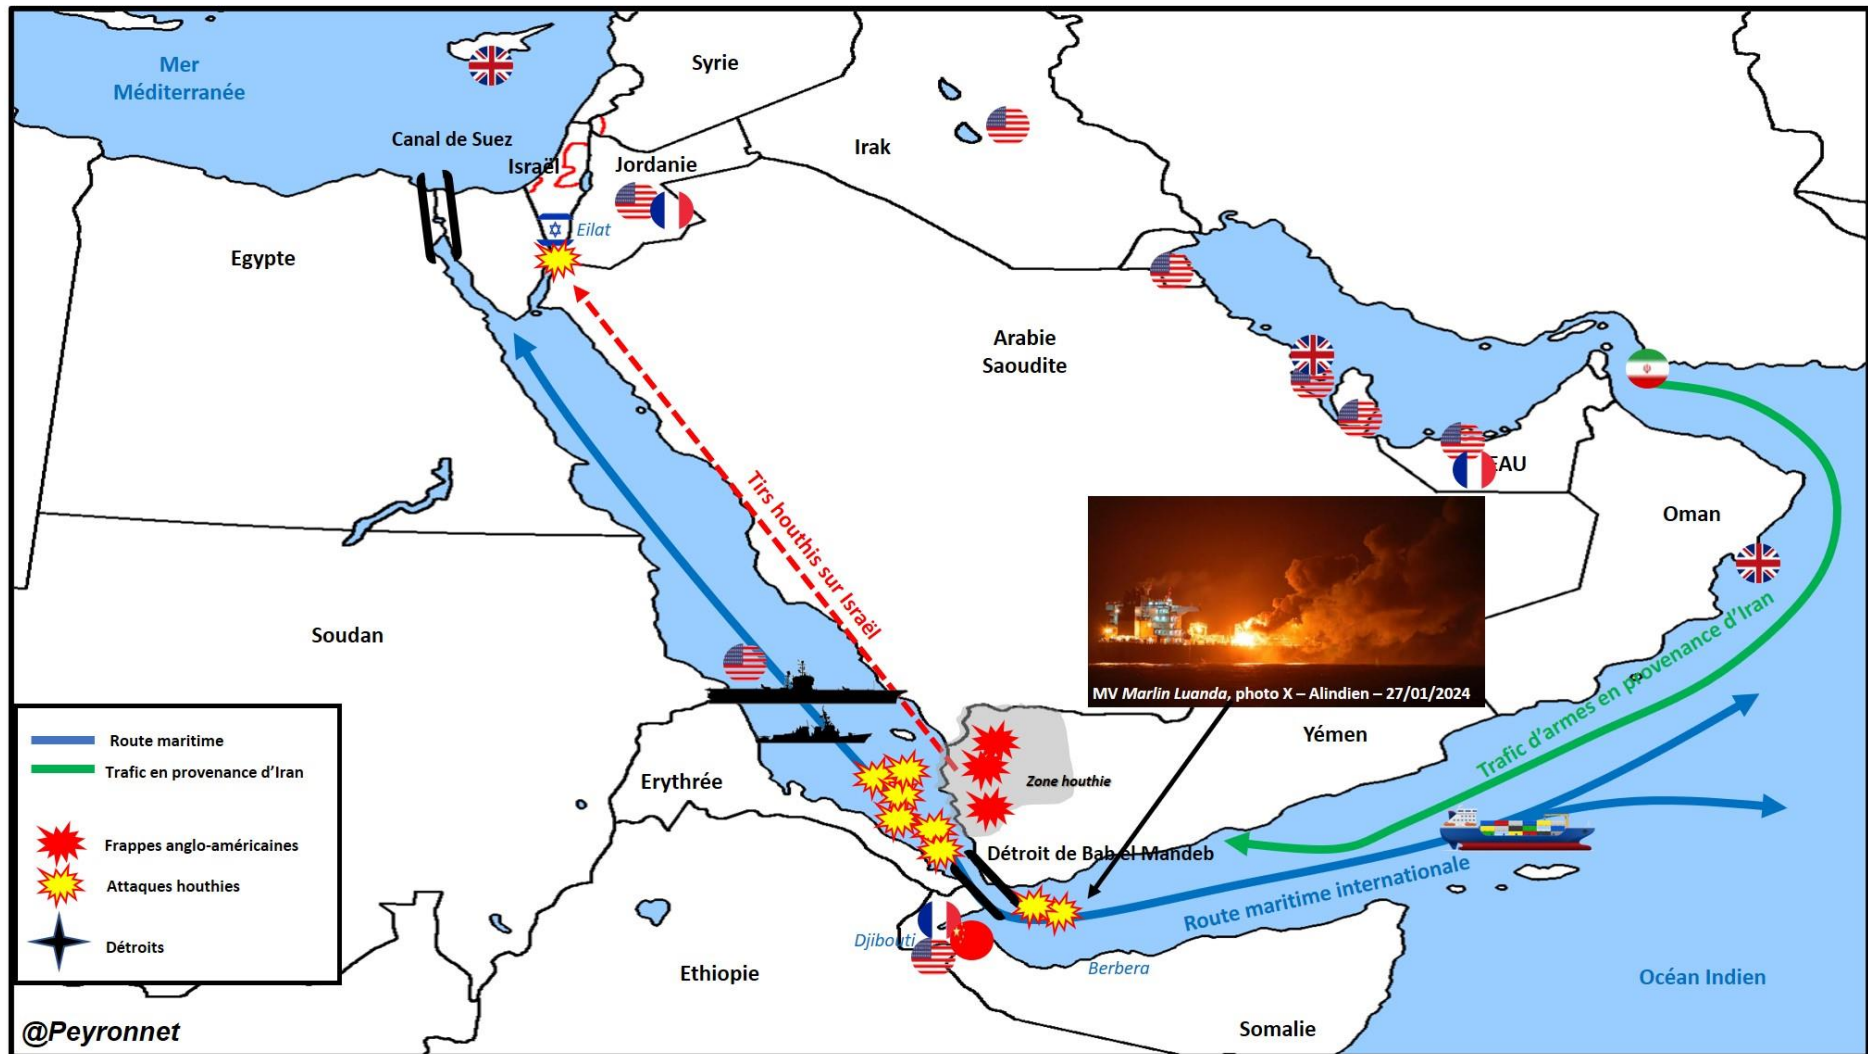 Mer
Méditerranée
Syrie
Canal de Suez
Israël
Jordanie
Irak
Eilat
Egypte
Arabie
Saoudite
EAU
Oman
Tirs houthis sur Israël
Soudan
MV Marlin Luanda, photo X – Alindien – 27/01/2024
Trafic d'armes en provenance d'Iran
Yémen
Erythrée
Zone houthie
Détroit de Bab el Mandeb
Route maritime internationale
Djibouti
Berbera
Ethiopie
Somalie
Océan Indien
Route maritime
Trafic en provenance d'Iran
Frappes anglo-américaines
Attaques houthies
Détroits
@Peyronnet